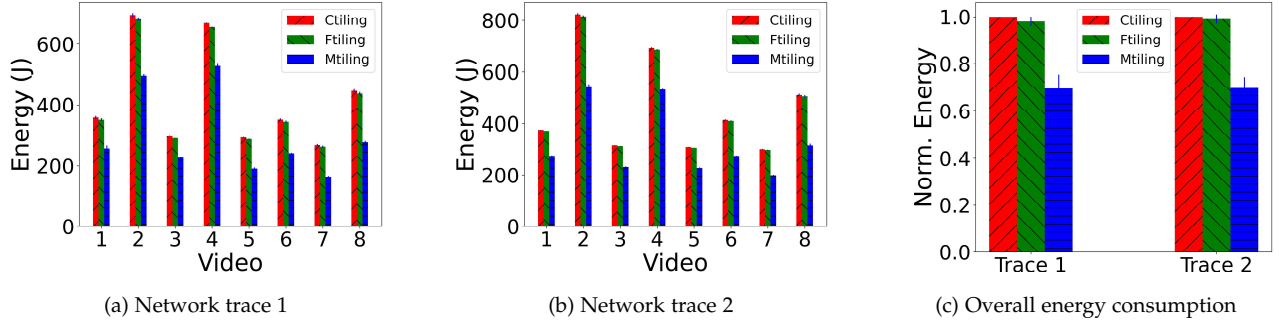 Energy (J)
600
400
200
0
1 2 3 4 5 6 7 8
Video
Ctiling
Ftiling
Mtiling
(a) Network trace 1
Energy (J)
800
600
400
200
0
1 2 3 4 5 6 7 8
Video
Ctiling
Ftiling
Mtiling
(b) Network trace 2
Norm. Energy
1.0
0.8
0.6
0.4
0.2
0.0
Trace 1 Trace 2
Ctiling
Ftiling
Mtiling
(c) Overall energy consumption